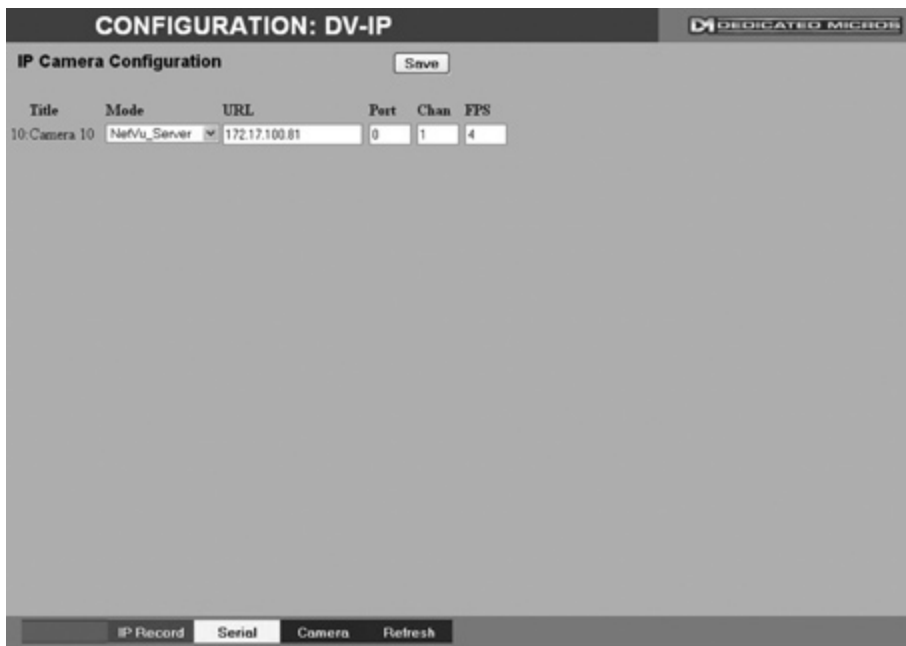 CONFIGURATION: DV-IP DEDICATED MICROS
IP Camera Configuration Save
Title Mode URL Port Chan FPS
10:Camera 10 NetVu_Server 172.17.100.81 0 1 4
IP Record Serial Camera Refresh